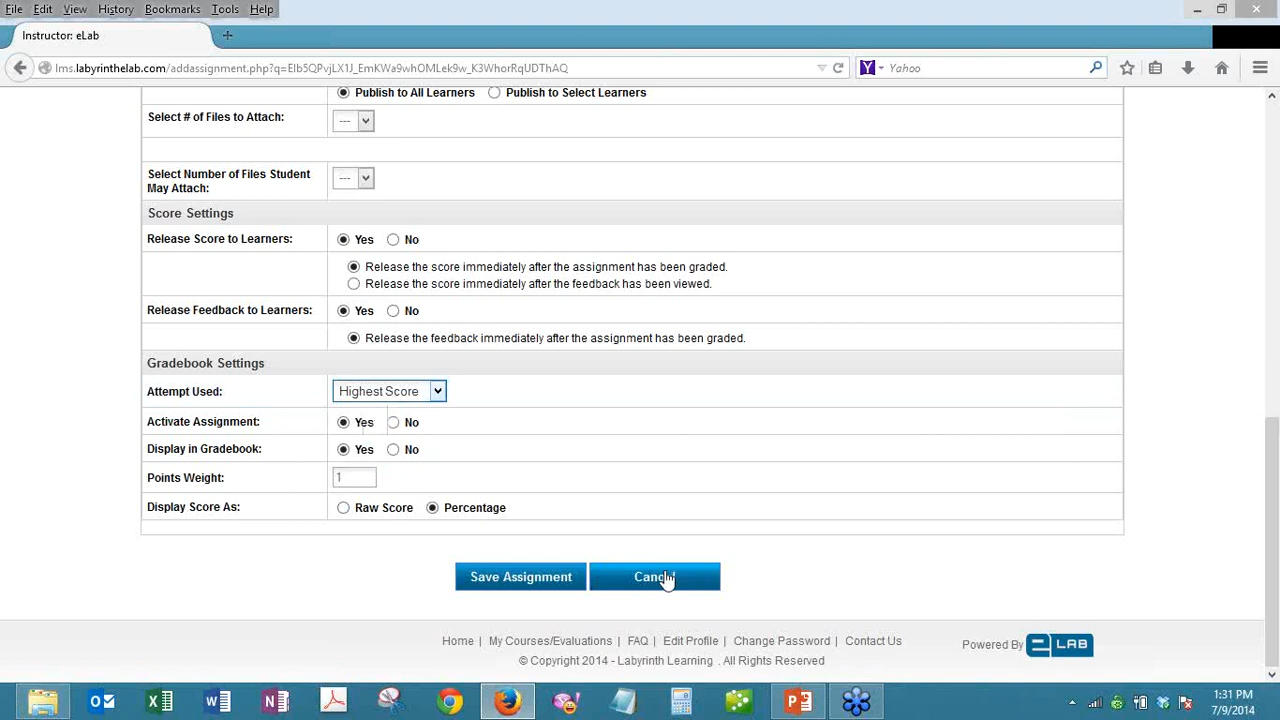 File Edit View History Bookmarks Tools Help
Instructor: eLab
lms.labyrinthelab.com/addassignment.php?q=EIb5QPvjLX1J_EmKWa9whOMLek9w_K3WhorRqUDThAQ
Yahoo
Publish to All Learners Publish to Select Learners
Select # of Files to Attach: ---
Select Number of Files Student ---
May Attach:
Score Settings
Release Score to Learners: Yes No
Release the score immediately after the assignment has been graded.
Release the score immediately after the feedback has been viewed.
Release Feedback to Learners: Yes No
Release the feedback immediately after the assignment has been graded.
Gradebook Settings
Attempt Used: Highest Score
Activate Assignment: Yes No
Display in Gradebook: Yes No
Points Weight: 1
Display Score As: Raw Score Percentage
Save Assignment Cancel
Home | My Courses/Evaluations | FAQ | Edit Profile | Change Password | Contact Us
Powered By ELAB
© Copyright 2014 - Labyrinth Learning . All Rights Reserved
1:31 PM
7/9/2014